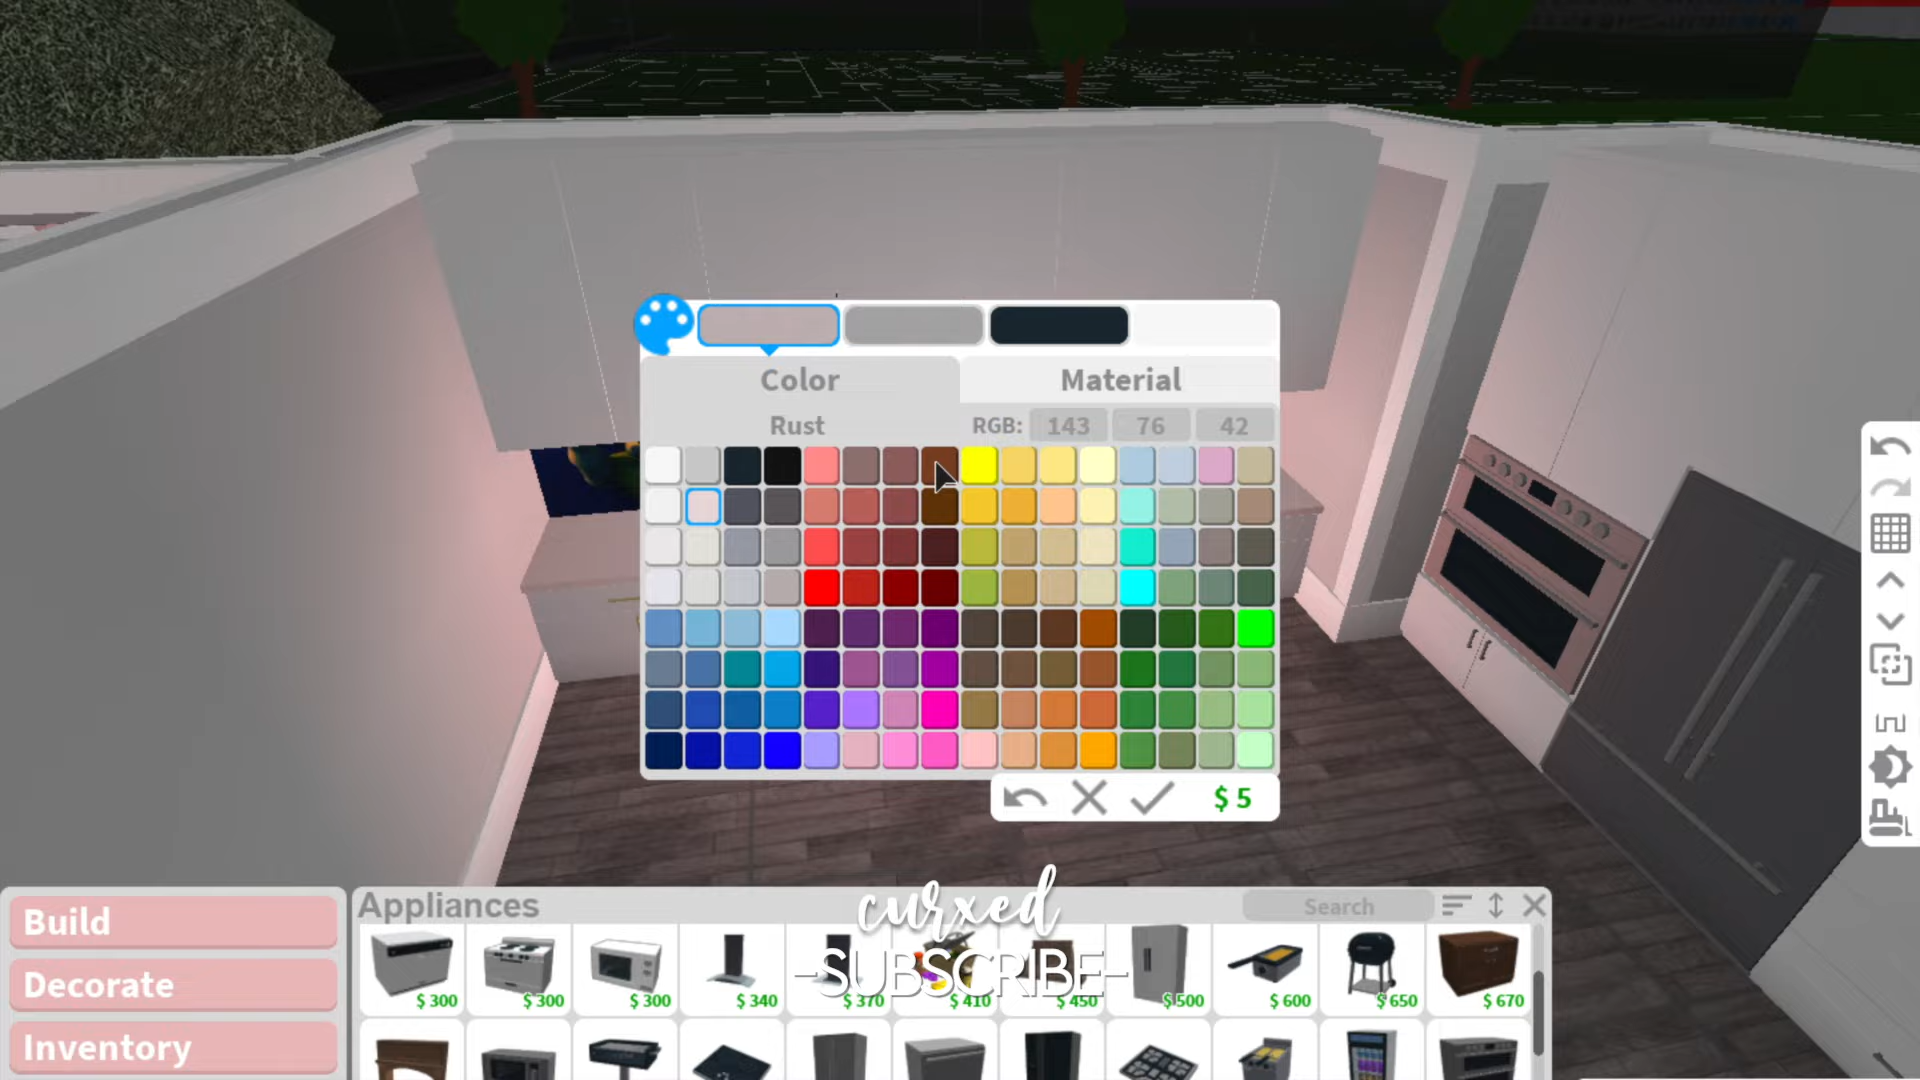 Color
Material
Rust
RGB: 143 76 42
$ 5
Build
Decorate
Inventory
Appliances
Search
curxed
-SUBSCRIBE-
$ 300
$ 300
$ 300
$ 340
$ 370
$ 410
$ 450
$ 500
$ 600
$ 650
$ 670